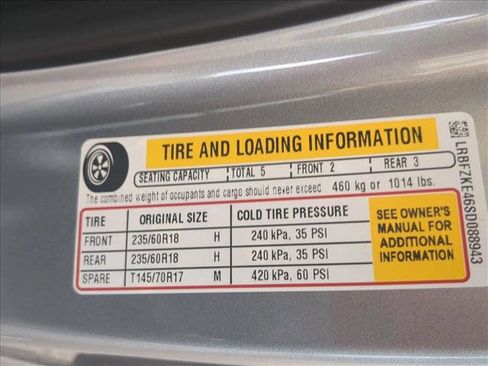 TIRE AND LOADING INFORMATION
SEATING CAPACITY TOTAL 5 FRONT 2 REAR 3
The combined weight of occupants and cargo should never exceed 460 kg or 1014 lbs.
TIRE ORIGINAL SIZE COLD TIRE PRESSURE
FRONT 235/60R18 H 240 kPa, 35 PSI
REAR 235/60R18 H 240 kPa, 35 PSI
SPARE T145/70R17 M 420 kPa, 60 PSI
SEE OWNER'S
MANUAL FOR
ADDITIONAL
INFORMATION
LRBFZKE46SD088943